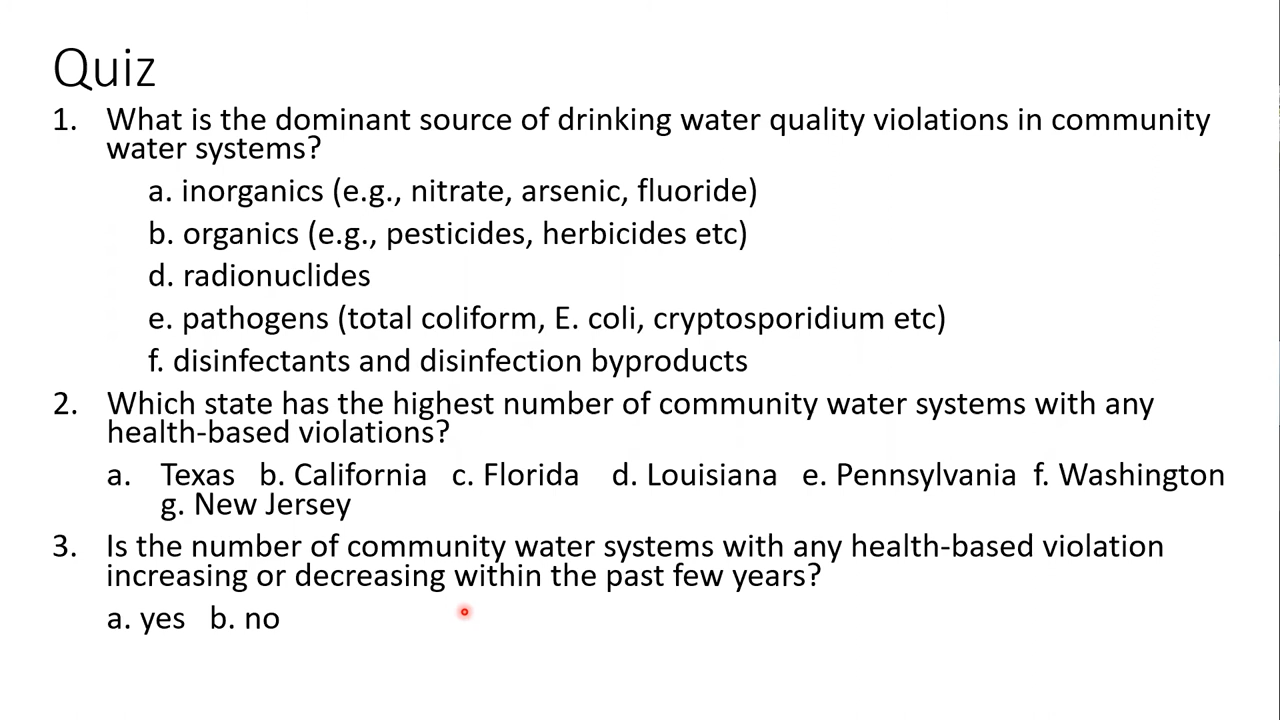 Quiz
1. What is the dominant source of drinking water quality violations in community
water systems?
a. inorganics (e.g., nitrate, arsenic, fluoride)
b. organics (e.g., pesticides, herbicides etc)
d. radionuclides
e. pathogens (total coliform, E. coli, cryptosporidium etc)
f. disinfectants and disinfection byproducts
2. Which state has the highest number of community water systems with any
health-based violations?
a. Texas b. California c. Florida d. Louisiana e. Pennsylvania f. Washington
g. New Jersey
3. Is the number of community water systems with any health-based violation
increasing or decreasing within the past few years?
a. yes b. no